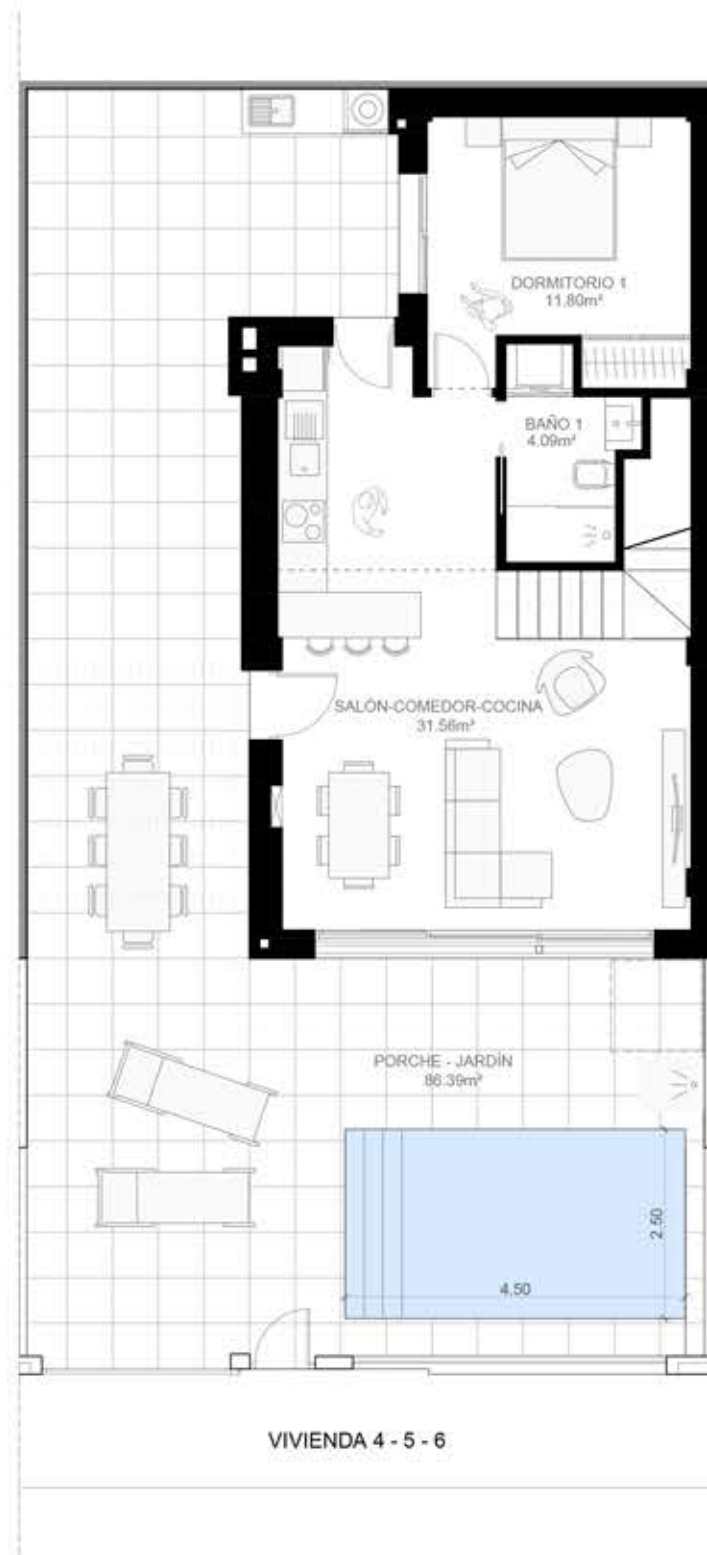 DORMITORIO 1
11.80m²
BAÑO 1
4.09m²
SALÓN-COMEDOR-COCINA
31.56m²
PORCHE - JARDÍN
86.39m²
2.50
4.50
VIVIENDA 4 - 5 - 6